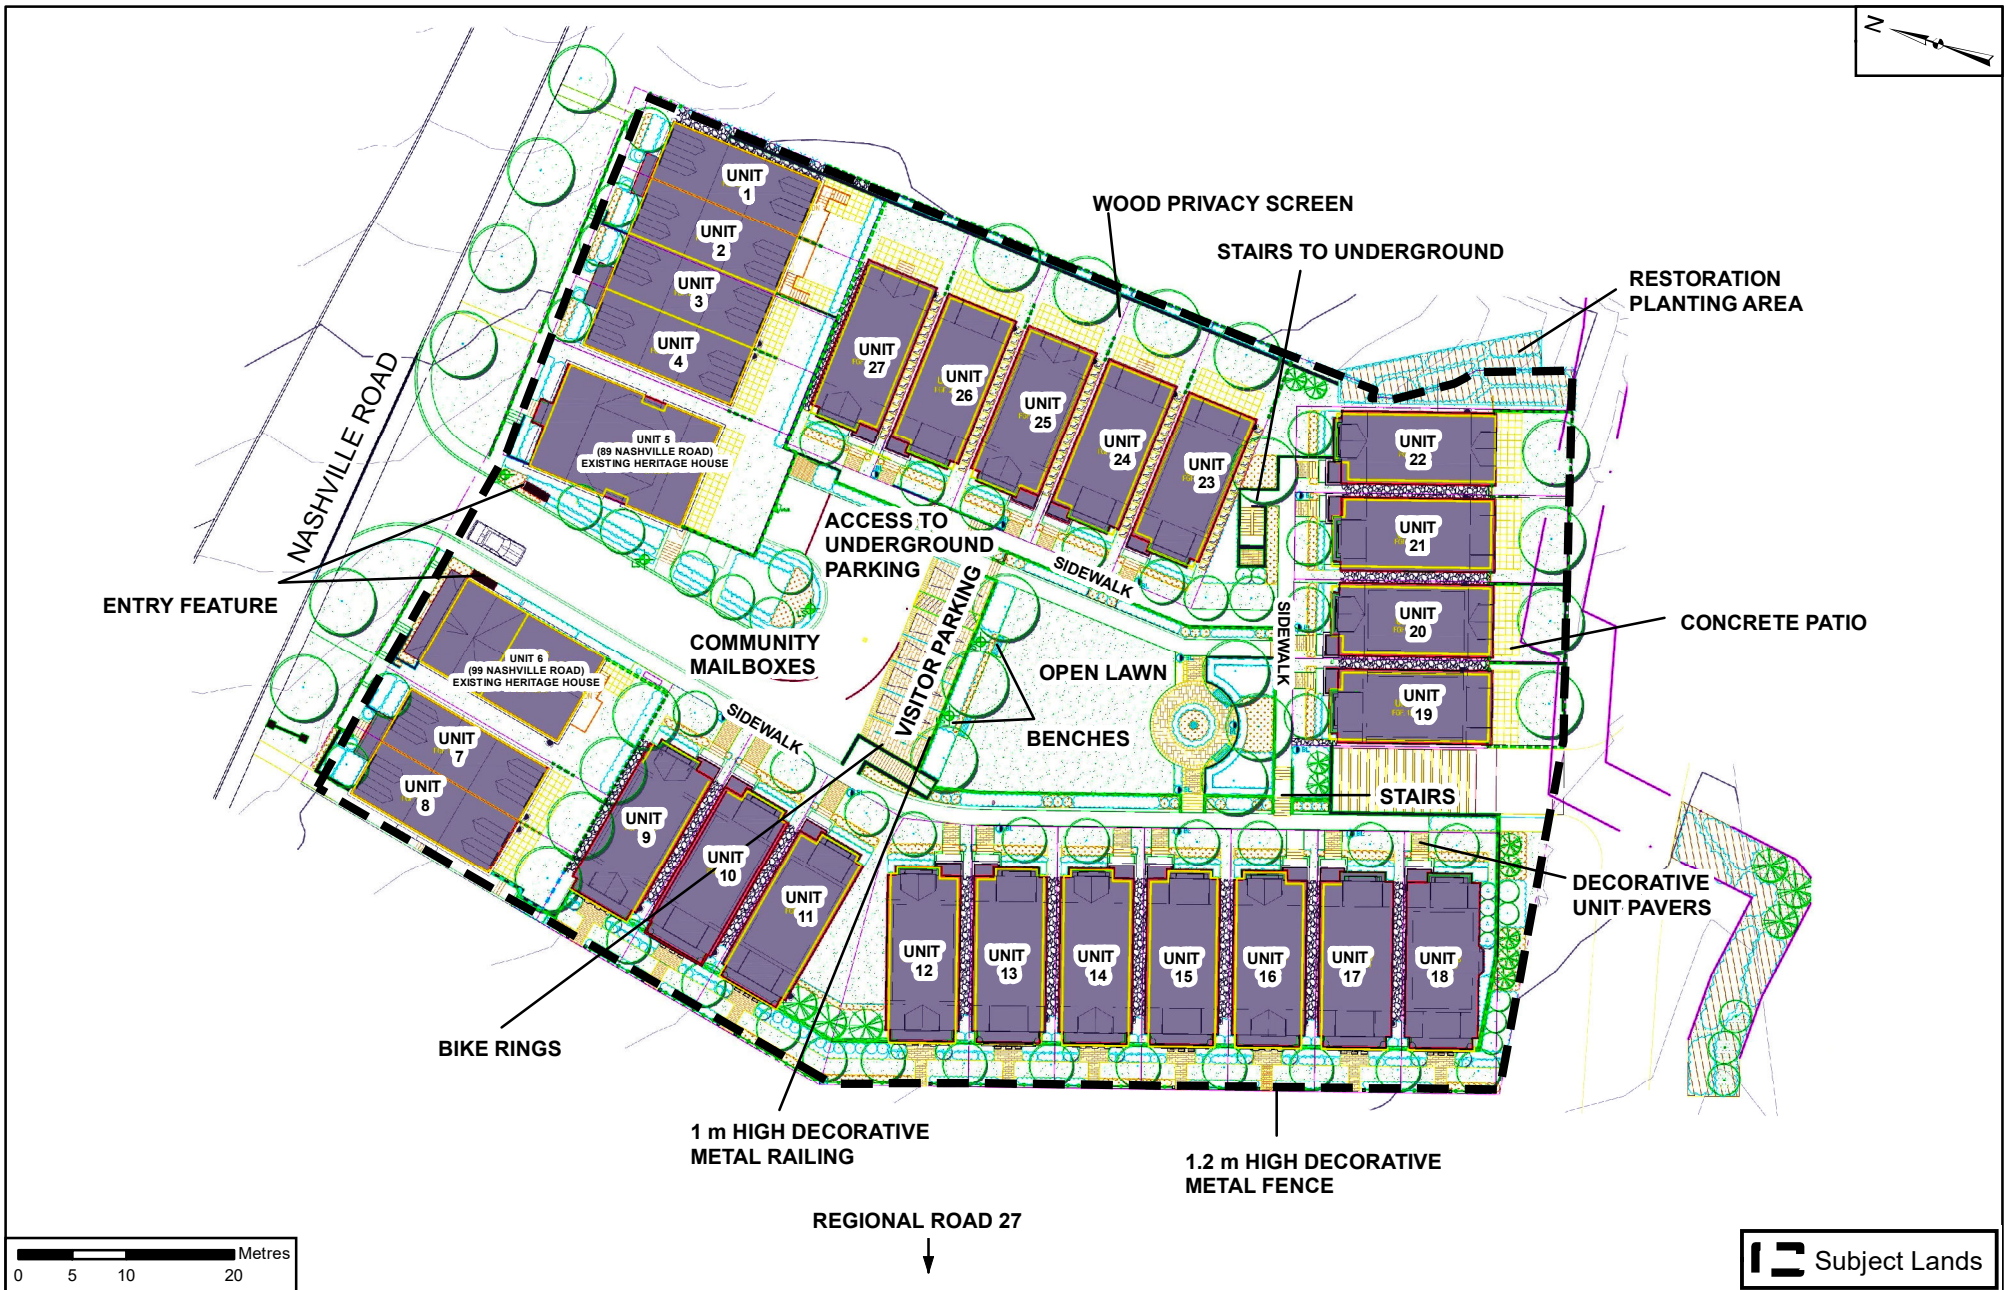 N
WOOD PRIVACY SCREEN
STAIRS TO UNDERGROUND
RESTORATION
PLANTING AREA
UNIT
1
UNIT
2
UNIT
3
UNIT
4
UNIT 5
(89 NASHVILLE ROAD)
EXISTING HERITAGE HOUSE
UNIT
27
UNIT
26
UNIT
25
UNIT
24
UNIT
23
UNIT
22
UNIT
21
UNIT
20
UNIT
19
NASHVILLE ROAD
ACCESS TO
UNDERGROUND
PARKING
SIDEWALK
SIDEWALK
ENTRY FEATURE
COMMUNITY
MAILBOXES
VISITOR PARKING
OPEN LAWN
BENCHES
CONCRETE PATIO
UNIT 6
(99 NASHVILLE ROAD)
EXISTING HERITAGE HOUSE
SIDEWALK
STAIRS
UNIT
7
UNIT
8
UNIT
9
UNIT
10
UNIT
11
UNIT
12
UNIT
13
UNIT
14
UNIT
15
UNIT
16
UNIT
17
UNIT
18
DECORATIVE
UNIT PAVERS
BIKE RINGS
1 m HIGH DECORATIVE
METAL RAILING
1.2 m HIGH DECORATIVE
METAL FENCE
REGIONAL ROAD 27
Metres
0 5 10 20
Subject Lands